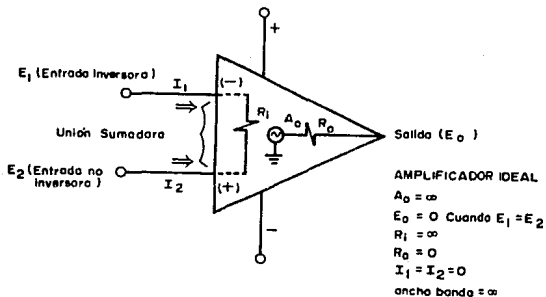 +
E1 (Entrada Inversora)
I1
(-)
Ri
Ao
Ro
Unión Sumadora
Salida (Eo)
E2 (Entrada no
inversora)
I2
(+)
-
AMPLIFICADOR IDEAL
Ao = ∞
Eo = 0 Cuando E1 = E2
Ri = ∞
Ro = 0
I1 = I2 = 0
ancho banda = ∞